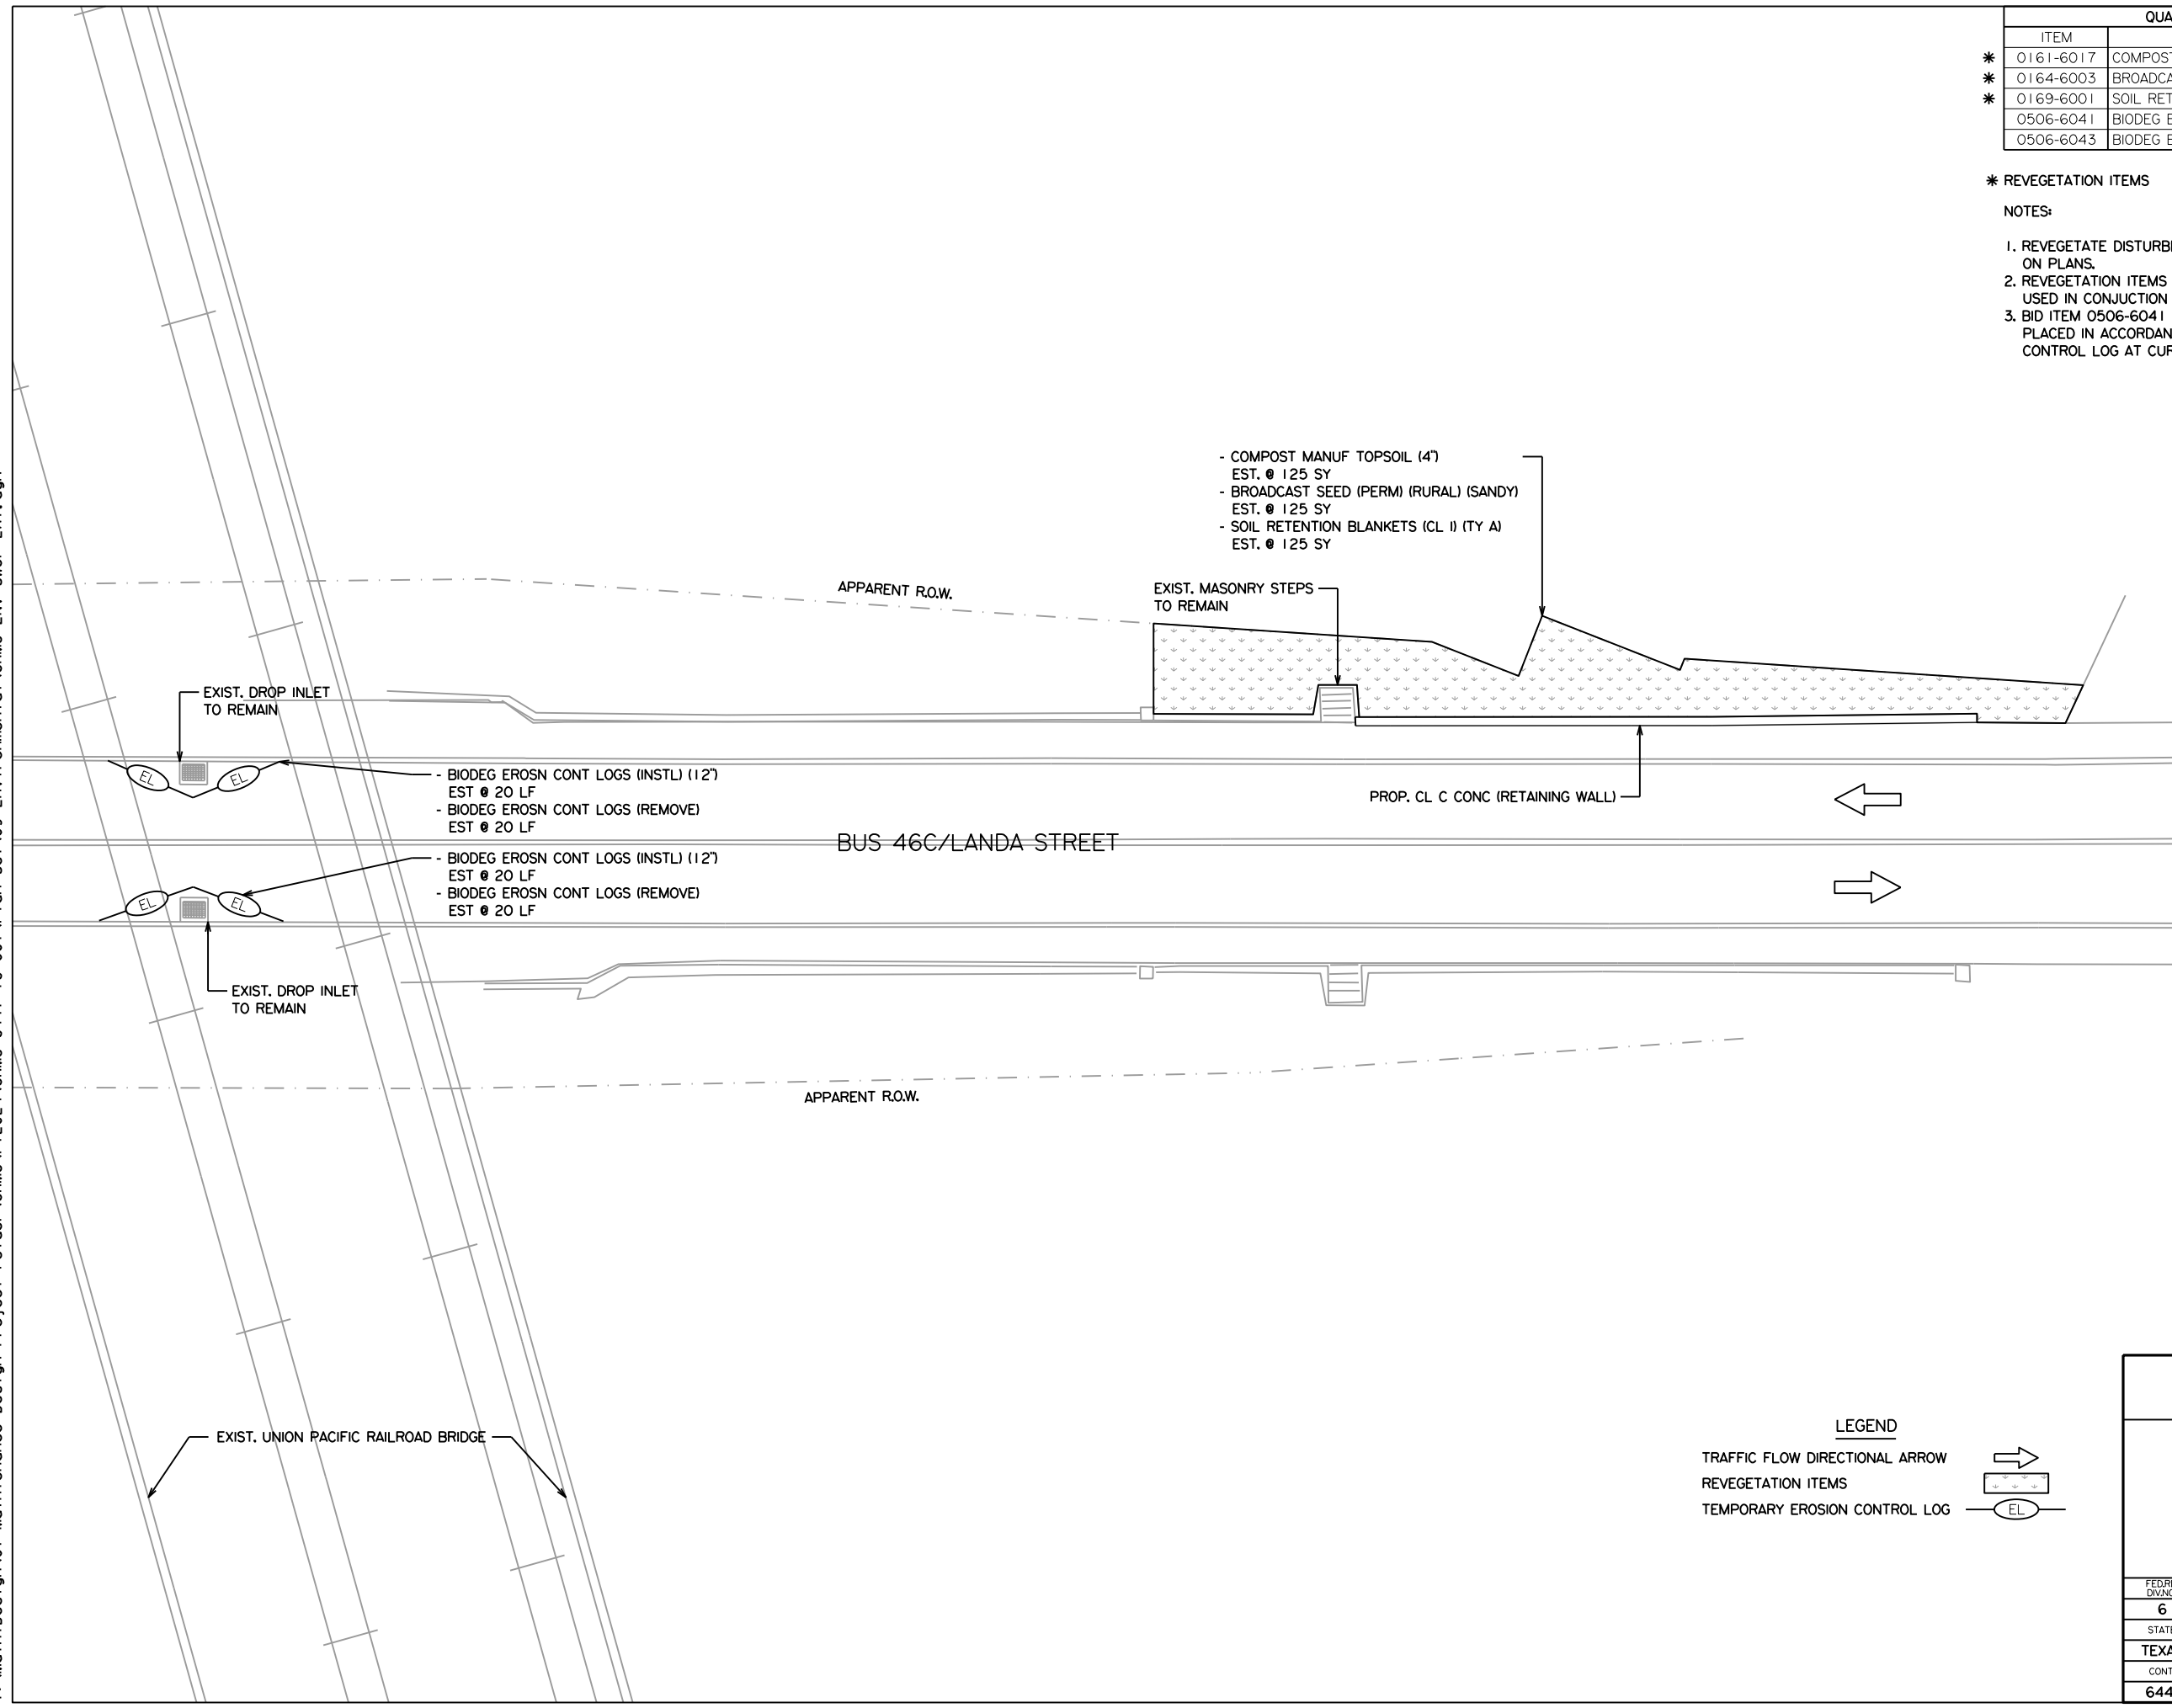 QUA
ITEM
* 0161-6017 COMPOST
* 0164-6003 BROADCA
* 0169-6001 SOIL RET
0506-6041 BIODEG E
0506-6043 BIODEG E
* REVEGETATION ITEMS
NOTES:
1. REVEGETATE DISTURB
ON PLANS.
2. REVEGETATION ITEMS
USED IN CONJUCTION
3. BID ITEM 0506-6041
PLACED IN ACCORDAN
CONTROL LOG AT CUR
- COMPOST MANUF TOPSOIL (4")
EST. @ 125 SY
- BROADCAST SEED (PERM) (RURAL) (SANDY)
EST. @ 125 SY
- SOIL RETENTION BLANKETS (CL I) (TY A)
EST. @ 125 SY
APPARENT R.O.W.
EXIST. MASONRY STEPS
TO REMAIN
EXIST. DROP INLET
TO REMAIN
EL
EL
- BIODEG EROSN CONT LOGS (INSTL) (12")
EST @ 20 LF
- BIODEG EROSN CONT LOGS (REMOVE)
EST @ 20 LF
PROP. CL C CONC (RETAINING WALL)
BUS 46C/LANDA STREET
- BIODEG EROSN CONT LOGS (INSTL) (12")
EST @ 20 LF
- BIODEG EROSN CONT LOGS (REMOVE)
EST @ 20 LF
EL
EL
EXIST. DROP INLET
TO REMAIN
APPARENT R.O.W.
EXIST. UNION PACIFIC RAILROAD BRIDGE
LEGEND
TRAFFIC FLOW DIRECTIONAL ARROW
REVEGETATION ITEMS
TEMPORARY EROSION CONTROL LOG
EL
FED.R
DIV.NO
6
STATE
TEXA
CONT
644